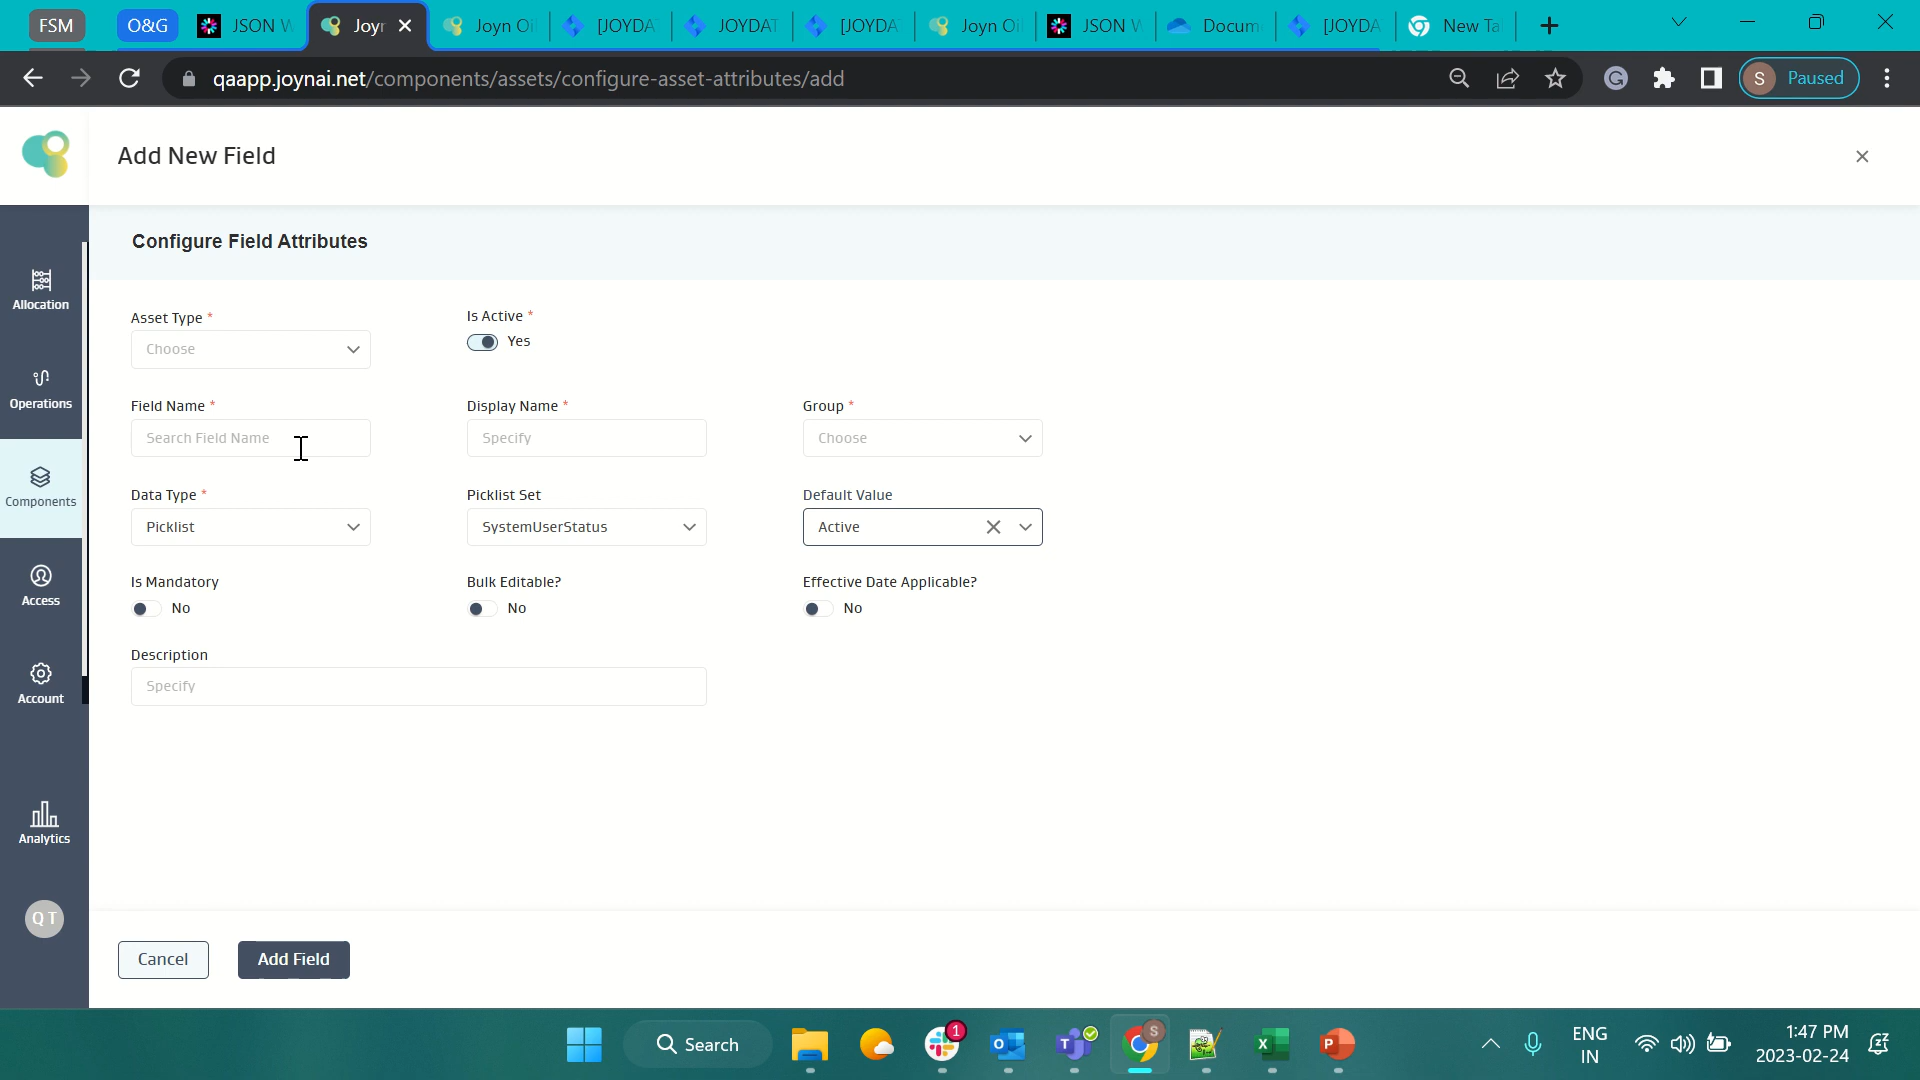 FSM
O&G
JSON W
Joyn
Joyn Oil
[JOYDA
JOYDAT
[JOYDA
Joyn Oil
JSON W
Docum
[JOYDA
New Ta
qaapp.joynai.net/components/assets/configure-asset-attributes/add
S Paused
Add New Field
Configure Field Attributes
Asset Type *
Is Active *
Choose
Yes
Field Name *
Display Name *
Group *
Search Field Name
Specify
Choose
Data Type *
Picklist Set
Default Value
Picklist
SystemUserStatus
Active
Is Mandatory
Bulk Editable?
Effective Date Applicable?
No
No
No
Description
Specify
Cancel
Add Field
Allocation
Operations
Components
Access
Account
Analytics
Q T
Search
1
S
ENG
IN
1:47 PM
2023-02-24